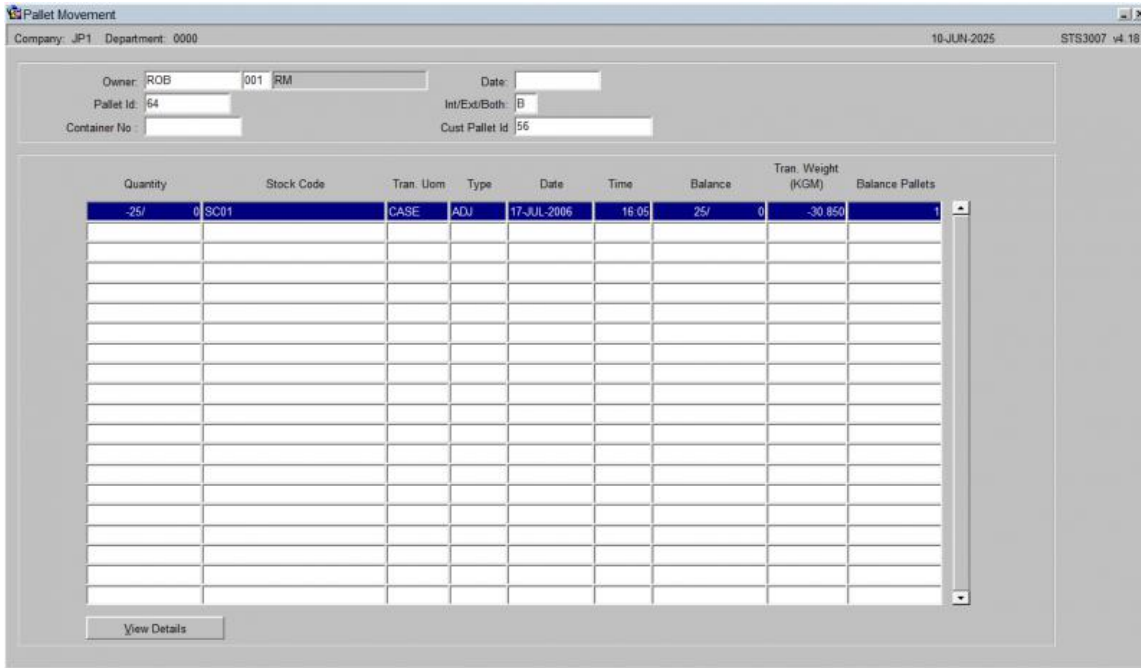 Pallet Movement
Company: JP1 Department: 0000 10-JUN-2025 STS3007 v4.18
Owner: ROB 001 RM Date:
Pallet Id: 64 Int/Ext/Both: B
Container No : Cust Pallet Id 56
Quantity Stock Code Tran. Uom Type Date Time Balance Tran. Weight (KGM) Balance Pallets
-25/ 0 SC01 CASE ADJ 17-JUL-2006 16:05 25/ 0 -30.850 1
View Details